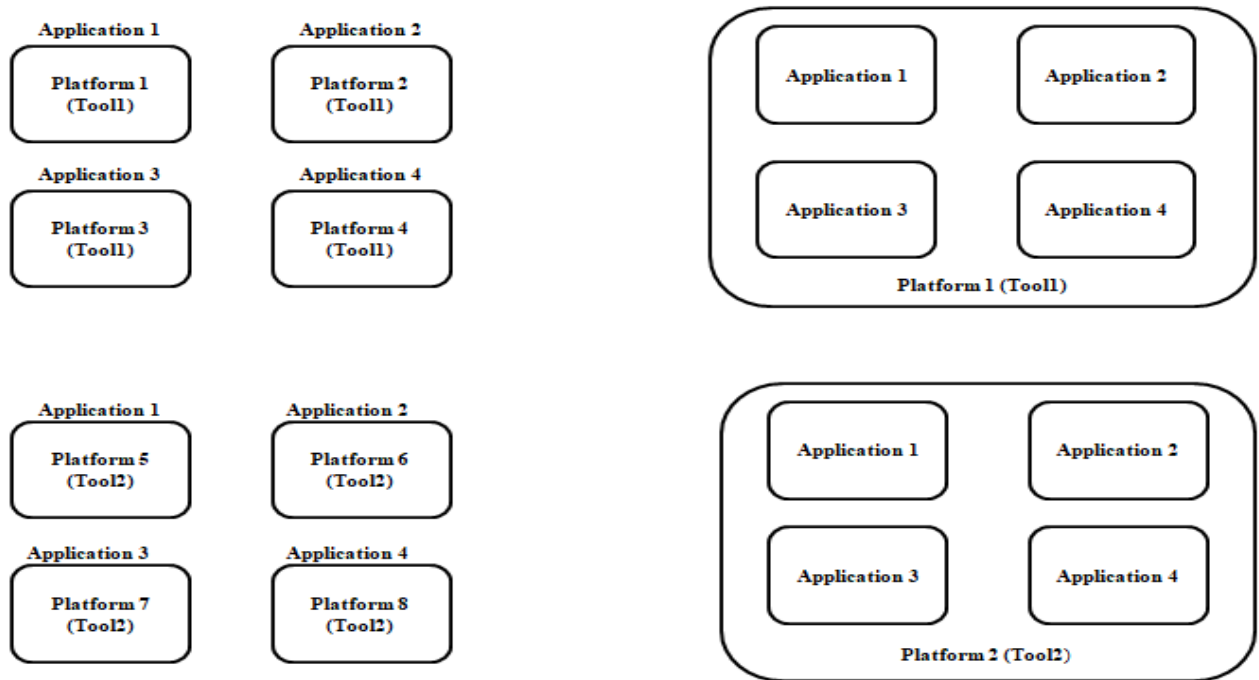 Application 1
Application 2
Platform 1
(Tool1)
Platform 2
(Tool1)
Application 3
Application 4
Platform 3
(Tool1)
Platform 4
(Tool1)
Application 1
Application 2
Application 3
Application 4
Platform 1 (Tool1)
Application 1
Application 2
Platform 5
(Tool2)
Platform 6
(Tool2)
Application 3
Application 4
Platform 7
(Tool2)
Platform 8
(Tool2)
Application 1
Application 2
Application 3
Application 4
Platform 2 (Tool2)